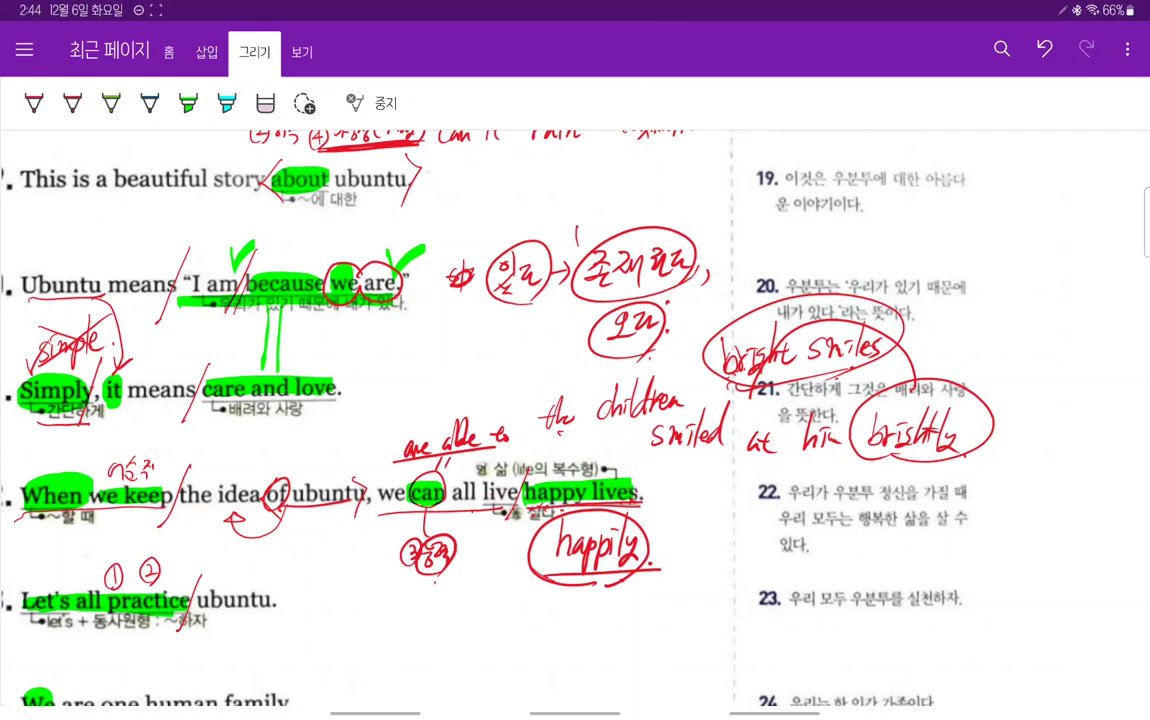 2:44 12월 6일 화요일
66%
최근 페이지 홈 삽입 그리기 보기
중지
. This is a beautiful story about ubuntu.
~에 대한
19. 이것은 우분투에 대한 아름다
운 이야기이다.
. Ubuntu means “I am because we are.”
우리가 있기 때문에 내가 있다.
존재한다,
오다.
20. 우분투는 ‘우리가 있기 때문에
내가 있다.’라는 뜻이다.
simple.
bright smiles
. Simply, it means care and love.
간단하게
배려와 사랑
21. 간단하게 그것은 배려와 사랑
을 뜻한다.
the children
smiled at him brightly
are able to
명 삶 (life의 복수형)
. When we keep the idea of ubuntu, we can all live happy lives.
~할 때
동 살다
22. 우리가 우분투 정신을 가질 때
우리 모두는 행복한 삶을 살 수
있다.
happily.
① ②
. Let's all practice ubuntu.
let's + 동사원형 : ~하자
23. 우리 모두 우분투를 실천하자.
. We are one human family.
24. 우리는 한 인간 가족이다.